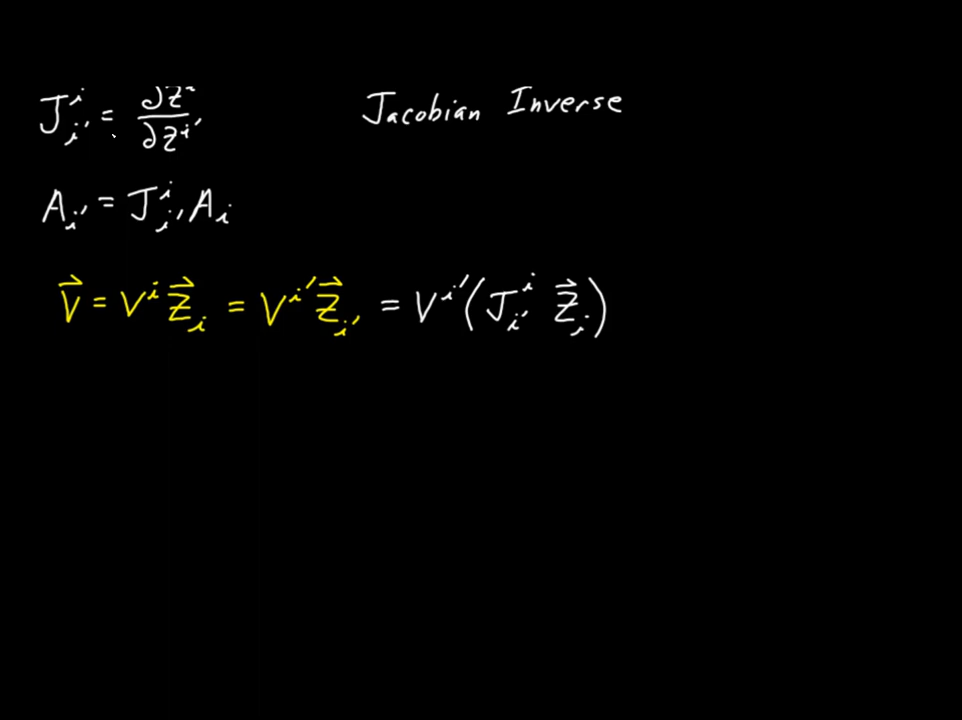 J^i_{i'} = ∂Z^i / ∂Z^{i'} Jacobian Inverse
A_{i'} = J^i_{i'} A_i
V⃗ = V^i Z⃗_i = V^{i'} Z⃗_{i'} = V^{i'} ( J^i_{i'} Z⃗_i )